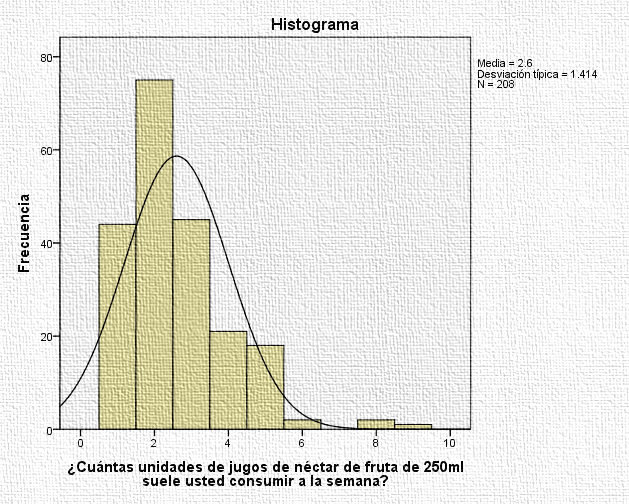 Histograma
Media = 2.6
Desviación típica = 1.414
N = 208
80
60
40
20
0
Frecuencia
0 2 4 6 8 10
¿Cuántas unidades de jugos de néctar de fruta de 250ml
suele usted consumir a la semana?